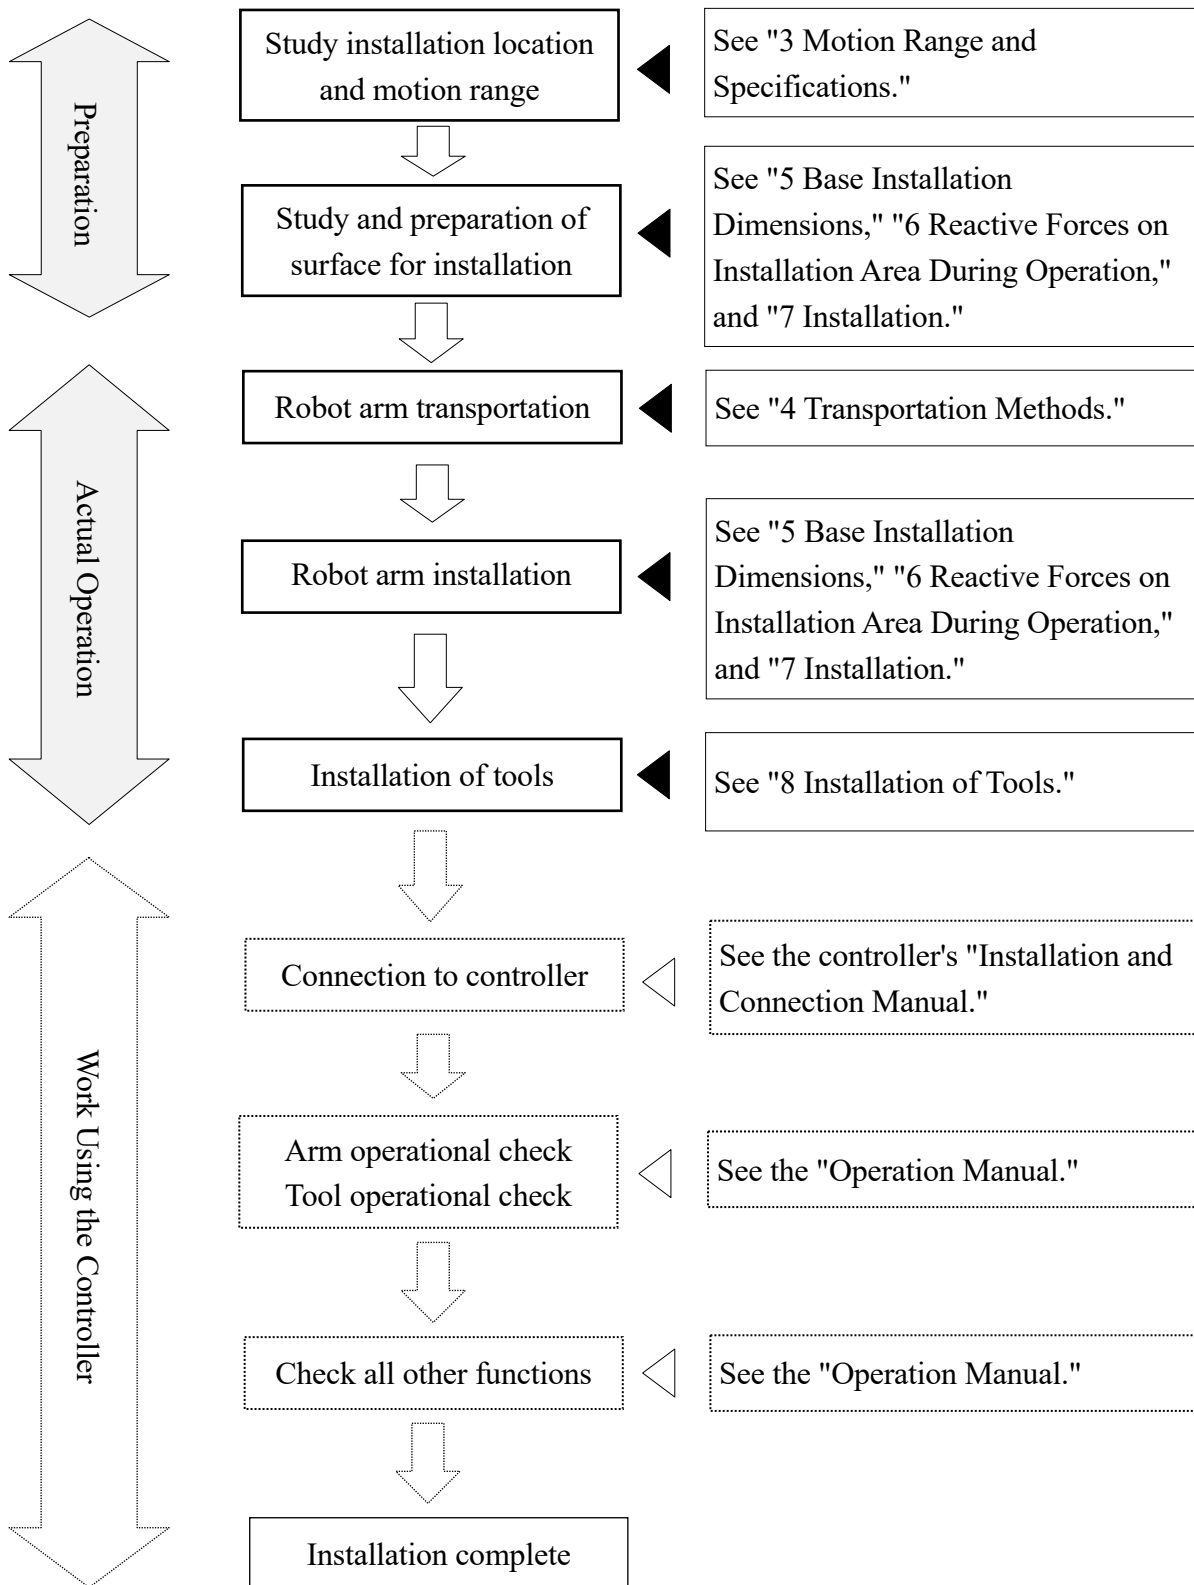 Preparation
Study installation location
and motion range
See "3 Motion Range and
Specifications."
Study and preparation of
surface for installation
See "5 Base Installation
Dimensions," "6 Reactive Forces on
Installation Area During Operation,"
and "7 Installation."
Actual Operation
Robot arm transportation
See "4 Transportation Methods."
Robot arm installation
See "5 Base Installation
Dimensions," "6 Reactive Forces on
Installation Area During Operation,"
and "7 Installation."
Installation of tools
See "8 Installation of Tools."
Work Using the Controller
Connection to controller
See the controller's "Installation and
Connection Manual."
Arm operational check
Tool operational check
See the "Operation Manual."
Check all other functions
See the "Operation Manual."
Installation complete